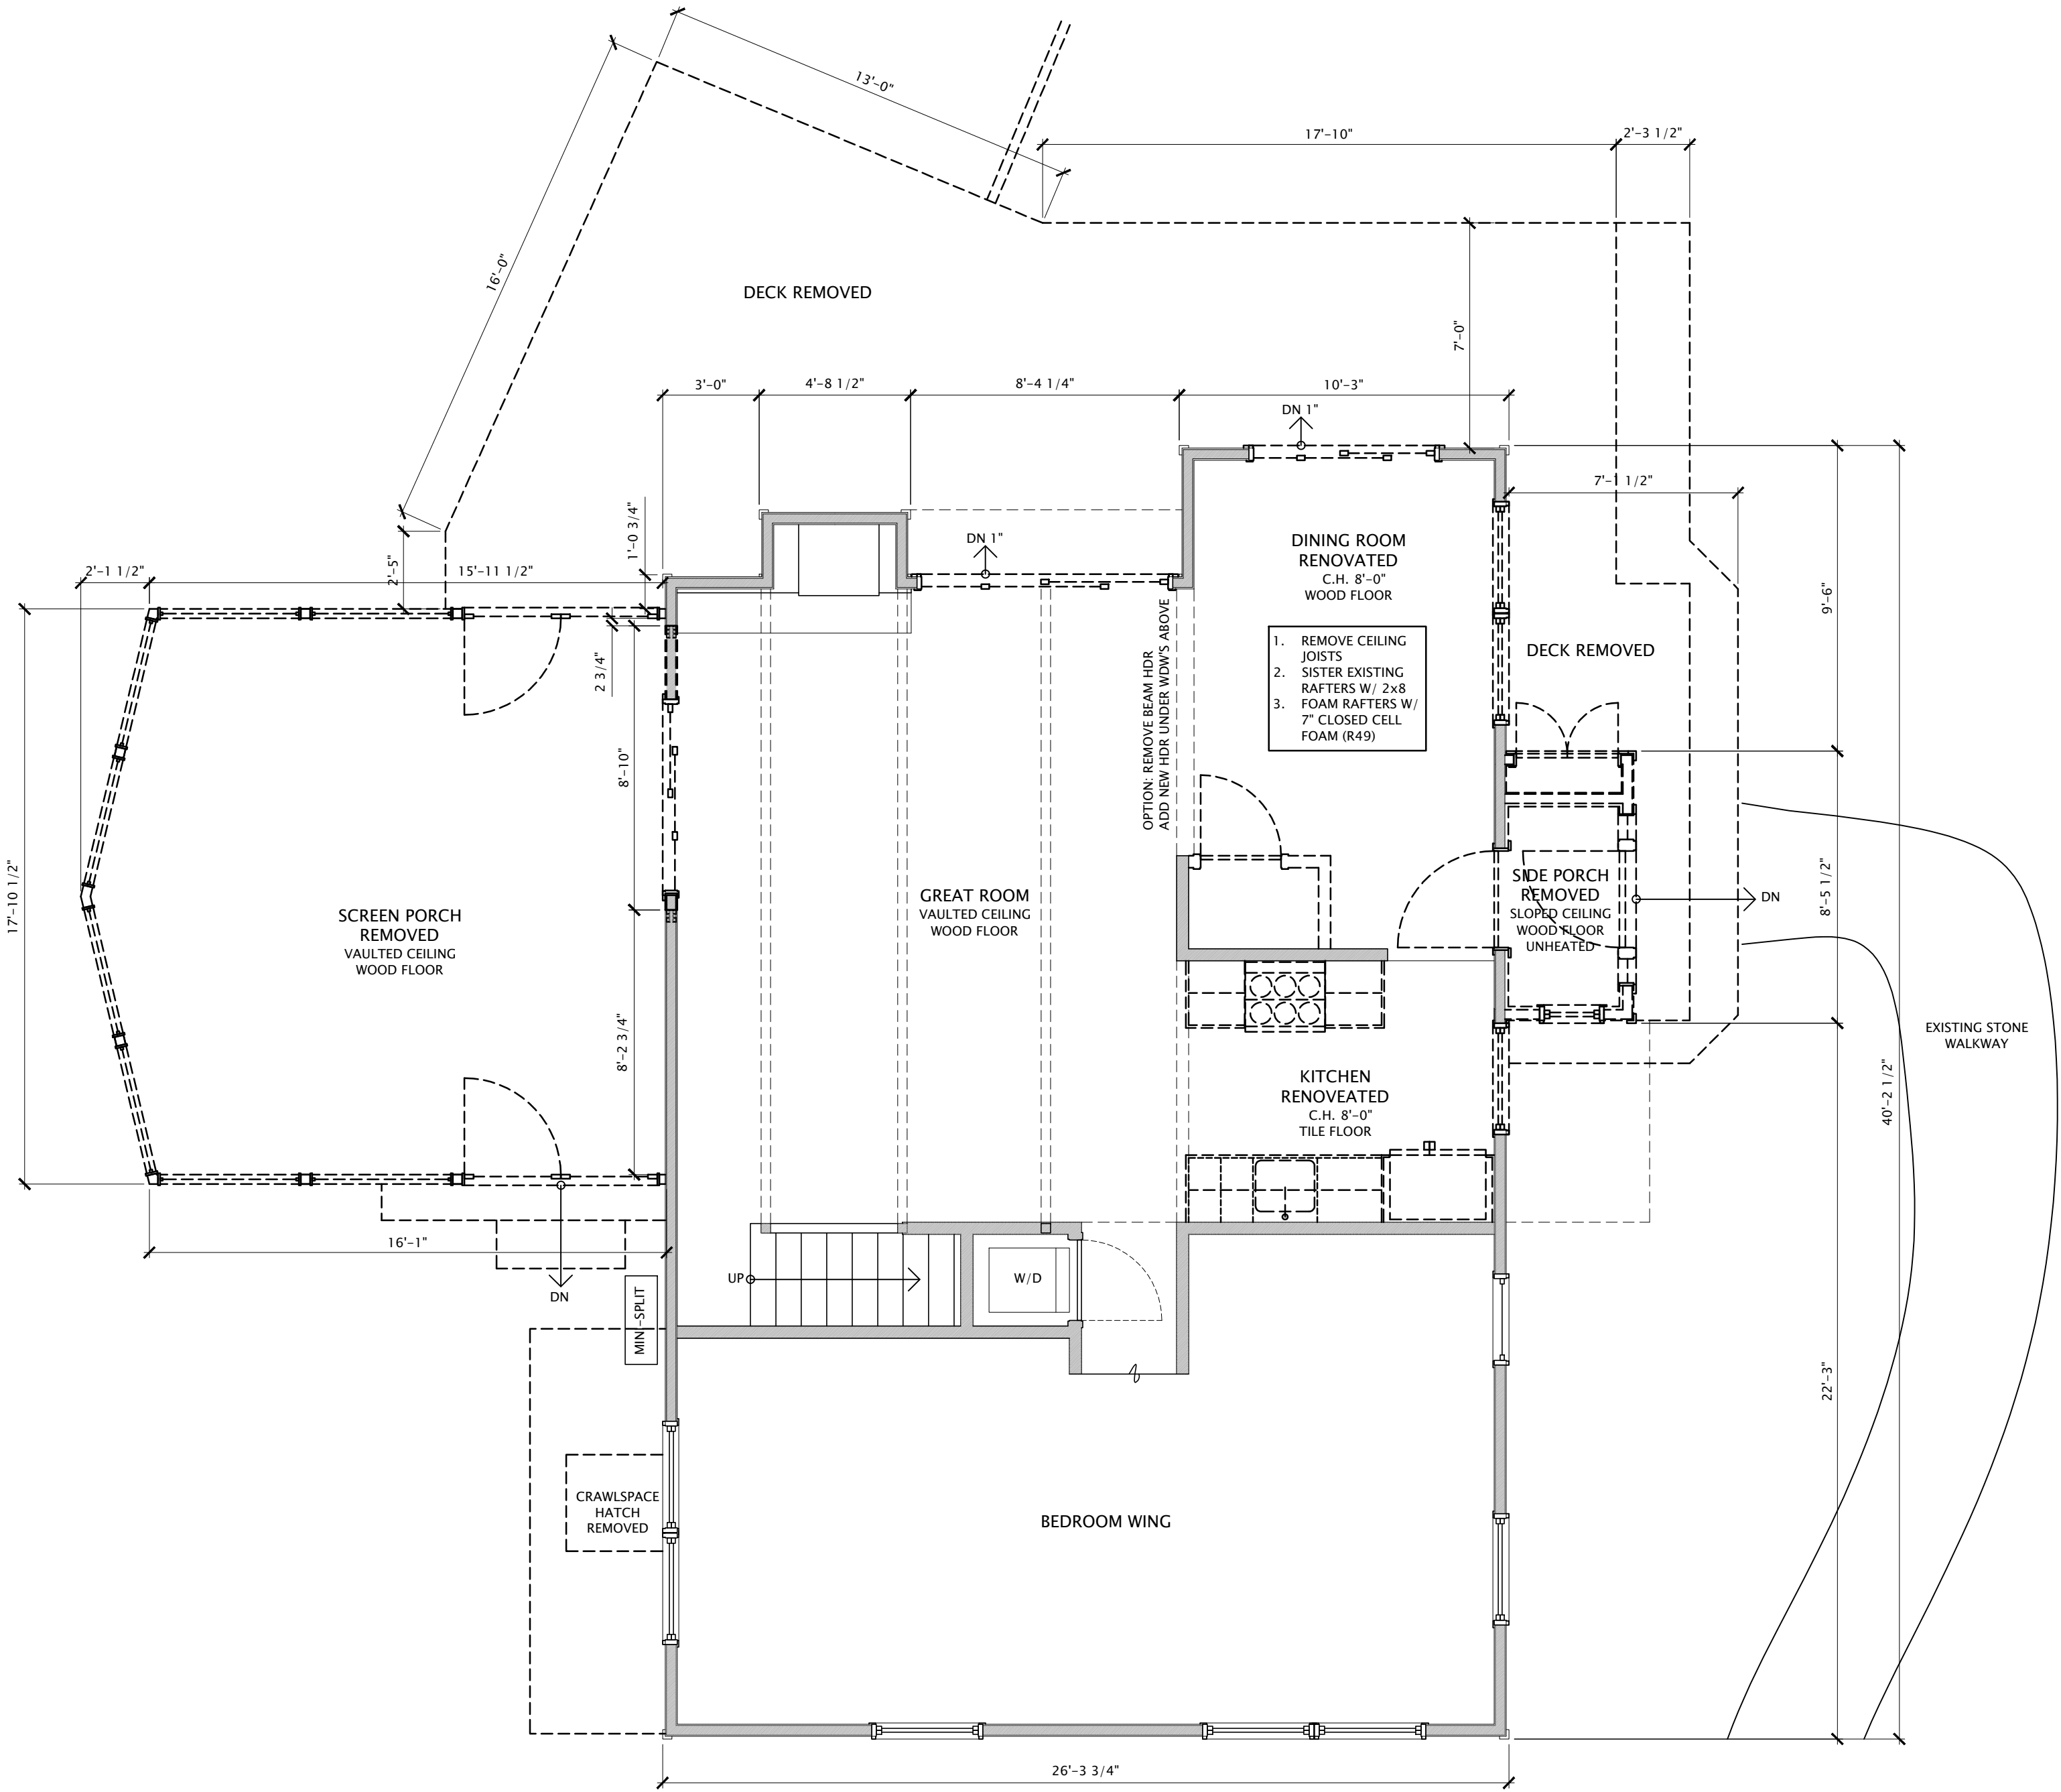 13'-0"
17'-10"
2'-3 1/2"
16'-0"
DECK REMOVED
7'-0"
3'-0"
4'-8 1/2"
8'-4 1/4"
10'-3"
DN 1"
7'-1 1/2"
1'-0 3/4"
DN 1"
2'-5"
2'-1 1/2"
15'-11 1/2"
DINING ROOM
RENOVATED
C.H. 8'-0"
WOOD FLOOR
9'-6"
2 3/4"
OPTION: REMOVE BEAM HDR
ADD NEW HDR UNDER WDW'S ABOVE
1. REMOVE CEILING
JOISTS
2. SISTER EXISTING
RAFTERS W/ 2x8
3. FOAM RAFTERS W/
7" CLOSED CELL
FOAM (R49)
DECK REMOVED
8'-10"
17'-10 1/2"
SCREEN PORCH
REMOVED
VAULTED CEILING
WOOD FLOOR
GREAT ROOM
VAULTED CEILING
WOOD FLOOR
SIDE PORCH
REMOVED
SLOPED CEILING
WOOD FLOOR
UNHEATED
DN
8'-5 1/2"
EXISTING STONE
WALKWAY
8'-2 3/4"
KITCHEN
RENOVEATED
C.H. 8'-0"
TILE FLOOR
40'-2 1/2"
16'-1"
DN
UP
W/D
MINI-SPLIT
22'-3"
CRAWLSPACE
HATCH
REMOVED
BEDROOM WING
26'-3 3/4"